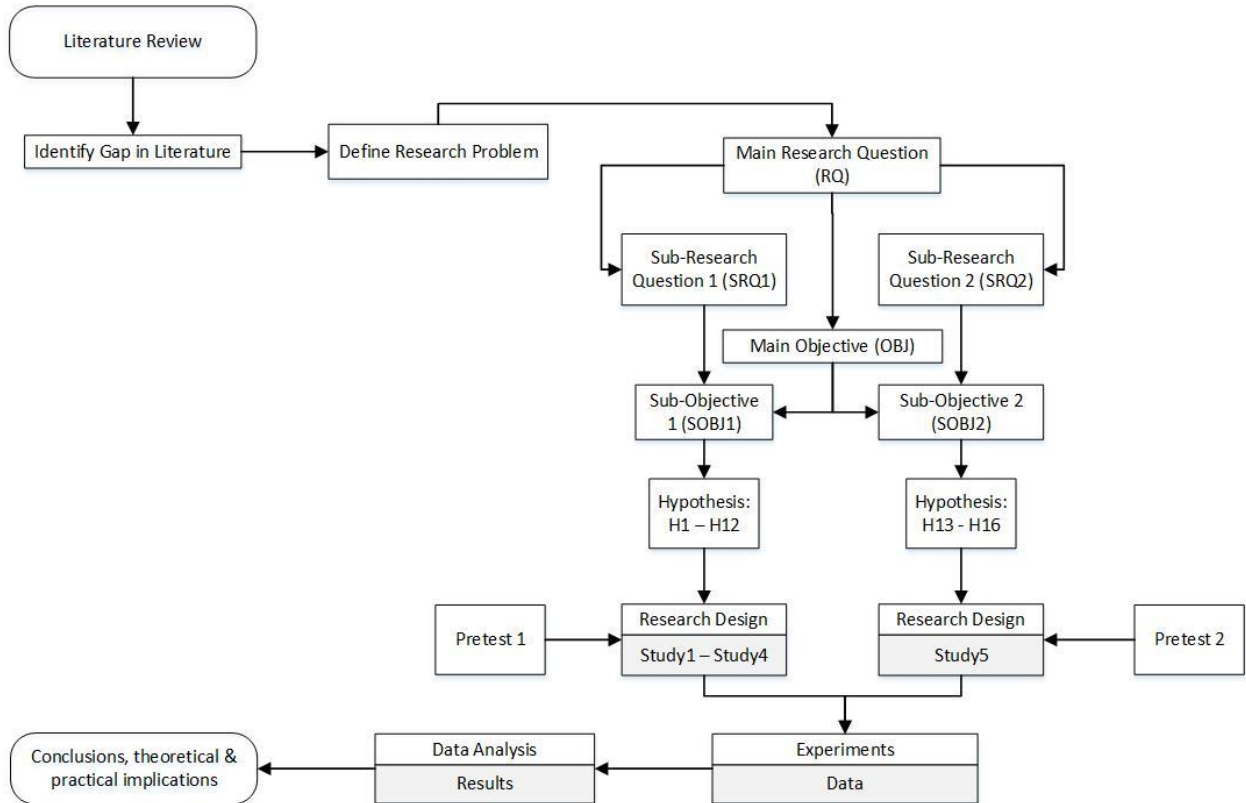 Literature Review
Identify Gap in Literature
Define Research Problem
Main Research Question
(RQ)
Sub-Research
Question 1 (SRQ1)
Sub-Research
Question 2 (SRQ2)
Main Objective (OBJ)
Sub-Objective
1 (SOBJ1)
Sub-Objective 2
(SOBJ2)
Hypothesis:
H1 – H12
Hypothesis:
H13 - H16
Pretest 1
Research Design
Study1 – Study4
Research Design
Study5
Pretest 2
Conclusions, theoretical &
practical implications
Data Analysis
Results
Experiments
Data